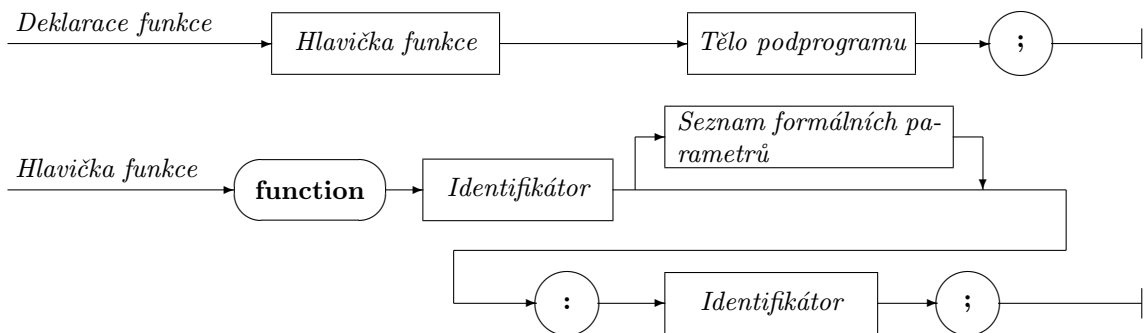 Deklarace funkce
Hlavička funkce
Tělo podprogramu
;
Hlavička funkce
function
Identifikátor
Seznam formálních pa-
rametrů
:
Identifikátor
;